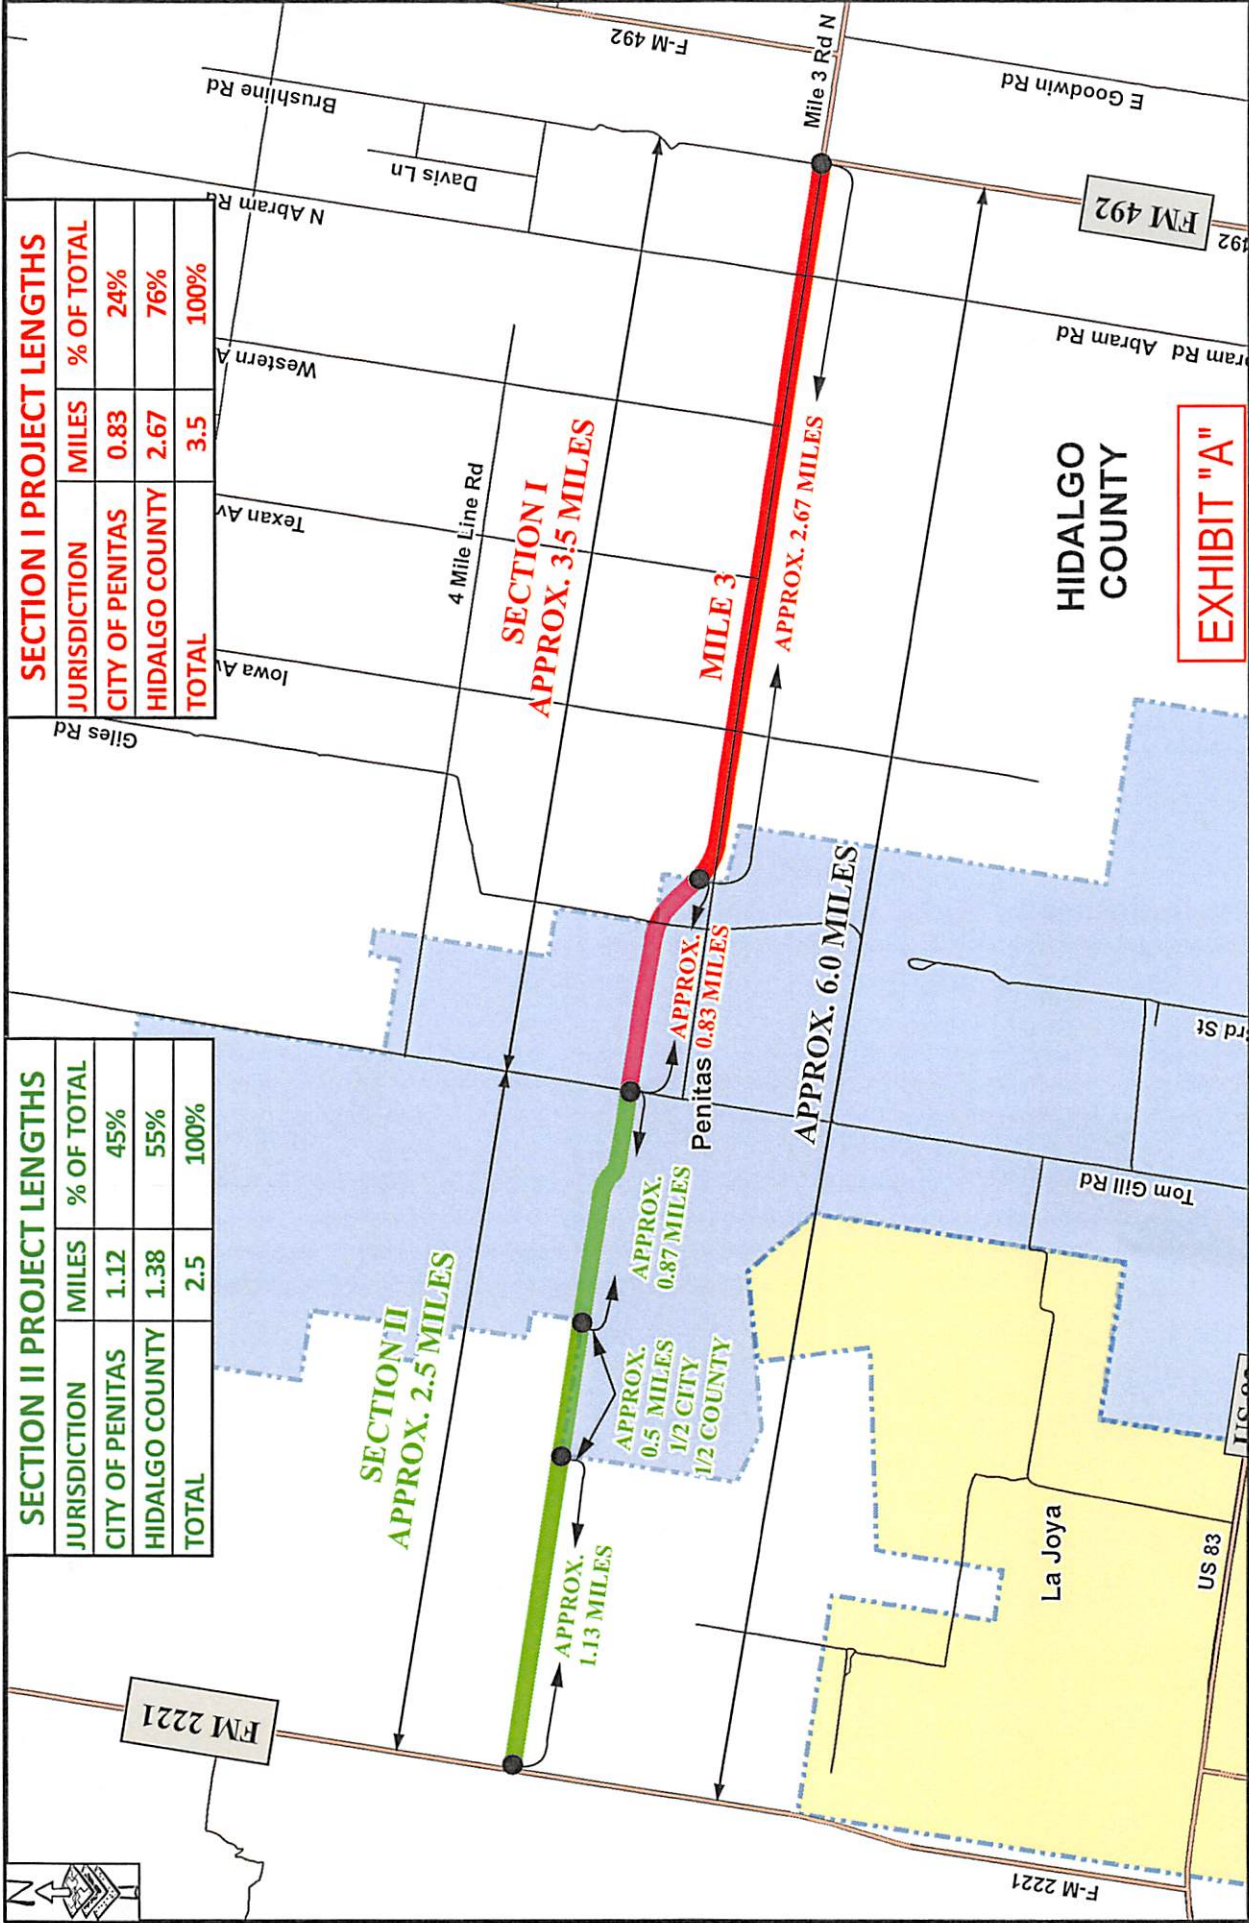 N
FM 2221
SECTION II PROJECT LENGTHS
JURISDICTION MILES % OF TOTAL
CITY OF PENITAS 1.12 45%
HIDALGO COUNTY 1.38 55%
TOTAL 2.5 100%
SECTION I PROJECT LENGTHS
JURISDICTION MILES % OF TOTAL
CITY OF PENITAS 0.83 24%
HIDALGO COUNTY 2.67 76%
TOTAL 3.5 100%
Giles Rd
Iowa Av
Texan Av
Western A
N Abram Rd
Brushline Rd
Davis Ln
F-M 492
4 Mile Line Rd
SECTION II
APPROX. 2.5 MILES
SECTION I
APPROX. 3.5 MILES
MILE 3
Mile 3 Rd N
APPROX.
1.13 MILES
APPROX.
0.5 MILES
1/2 CITY
1/2 COUNTY
APPROX.
0.87 MILES
Penitas
APPROX.
0.83 MILES
APPROX. 2.67 MILES
APPROX. 6.0 MILES
E Goodwin Rd
FM 492
492
Abram Rd
ram Rd
HIDALGO
COUNTY
EXHIBIT "A"
Tom Gill Rd
rd St
La Joya
US 83
F-M 2221